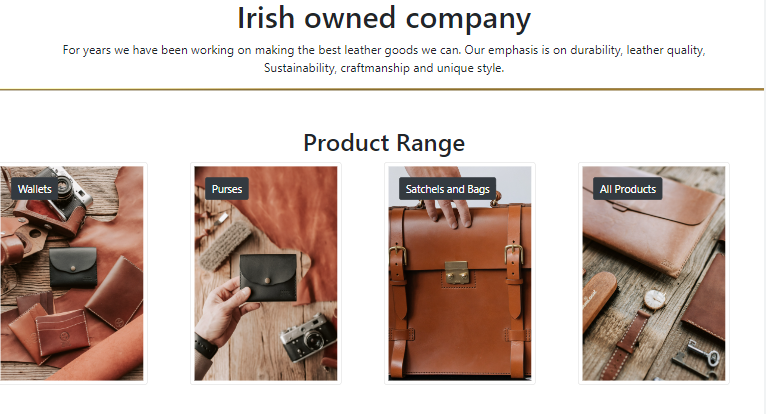 Irish owned company
For years we have been working on making the best leather goods we can. Our emphasis is on durability, leather quality,
Sustainability, craftmanship and unique style.
Product Range
Wallets
Purses
Satchels and Bags
All Products